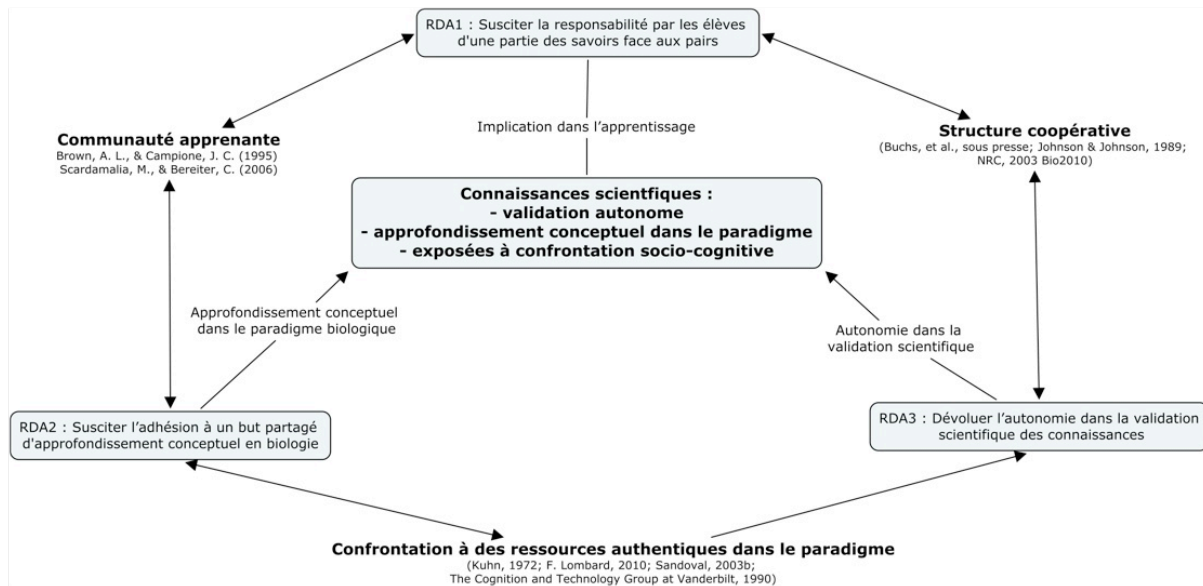 RDA1 : Susciter la responsabilité par les élèves
d'une partie des savoirs face aux pairs
Implication dans l'apprentissage
Communauté apprenante
Brown, A. L., & Campione, J. C. (1995)
Scardamalia, M., & Bereiter, C. (2006)
Structure coopérative
(Buchs, et al., sous presse; Johnson & Johnson, 1989;
NRC, 2003 Bio2010)
Connaissances scientfiques :
- validation autonome
- approfondissement conceptuel dans le paradigme
- exposées à confrontation socio-cognitive
Approfondissement conceptuel
dans le paradigme biologique
Autonomie dans la
validation scientifique
RDA2 : Susciter l'adhésion à un but partagé
d'approfondissement conceptuel en biologie
RDA3 : Dévoluer l'autonomie dans la validation
scientifique des connaissances
Confrontation à des ressources authentiques dans le paradigme
(Kuhn, 1972; F. Lombard, 2010; Sandoval, 2003b;
The Cognition and Technology Group at Vanderbilt, 1990)